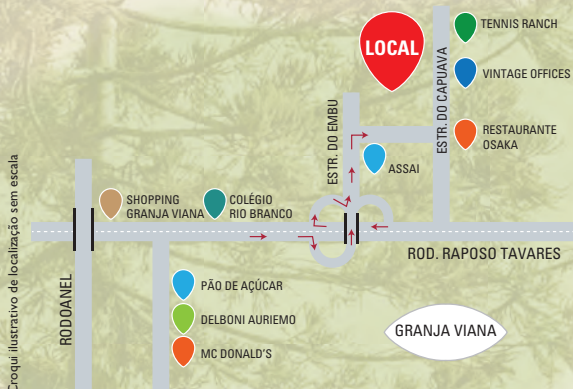 TENNIS RANCH
LOCAL
VINTAGE OFFICES
ESTR. DO CAPUAVA
ESTR. DO EMBU
RESTAURANTE
OSAKA
ASSAI
SHOPPING
GRANJA VIANA
COLÉGIO
RIO BRANCO
ROD. RAPOSO TAVARES
RODOANEL
PÃO DE AÇÚCAR
DELBONI AURIEMO
MC DONALD'S
GRANJA VIANA
Croqui ilustrativo de localização sem escala